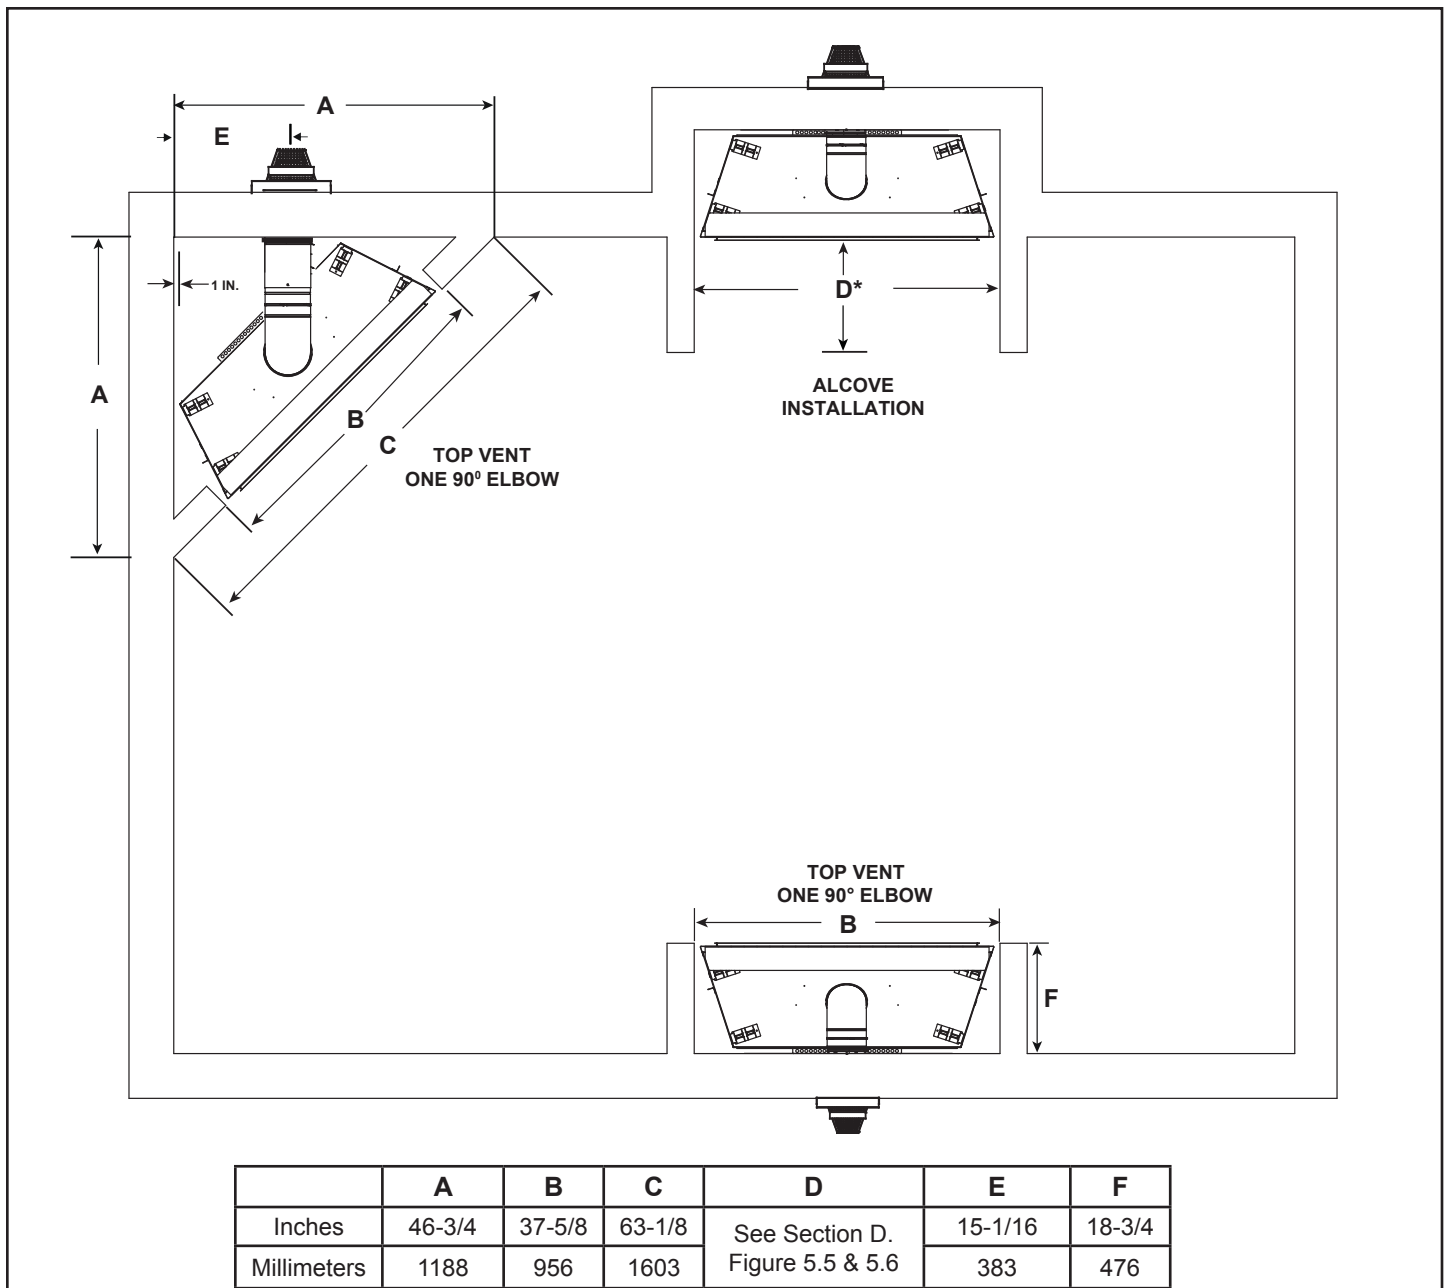 A
E
1 IN.
A
B
C
TOP VENT
ONE 90⁰ ELBOW
D*
ALCOVE
INSTALLATION
TOP VENT
ONE 90° ELBOW
B
F
A B C D E F
Inches 46-3/4 37-5/8 63-1/8 See Section D. Figure 5.5 & 5.6 15-1/16 18-3/4
Millimeters 1188 956 1603 383 476